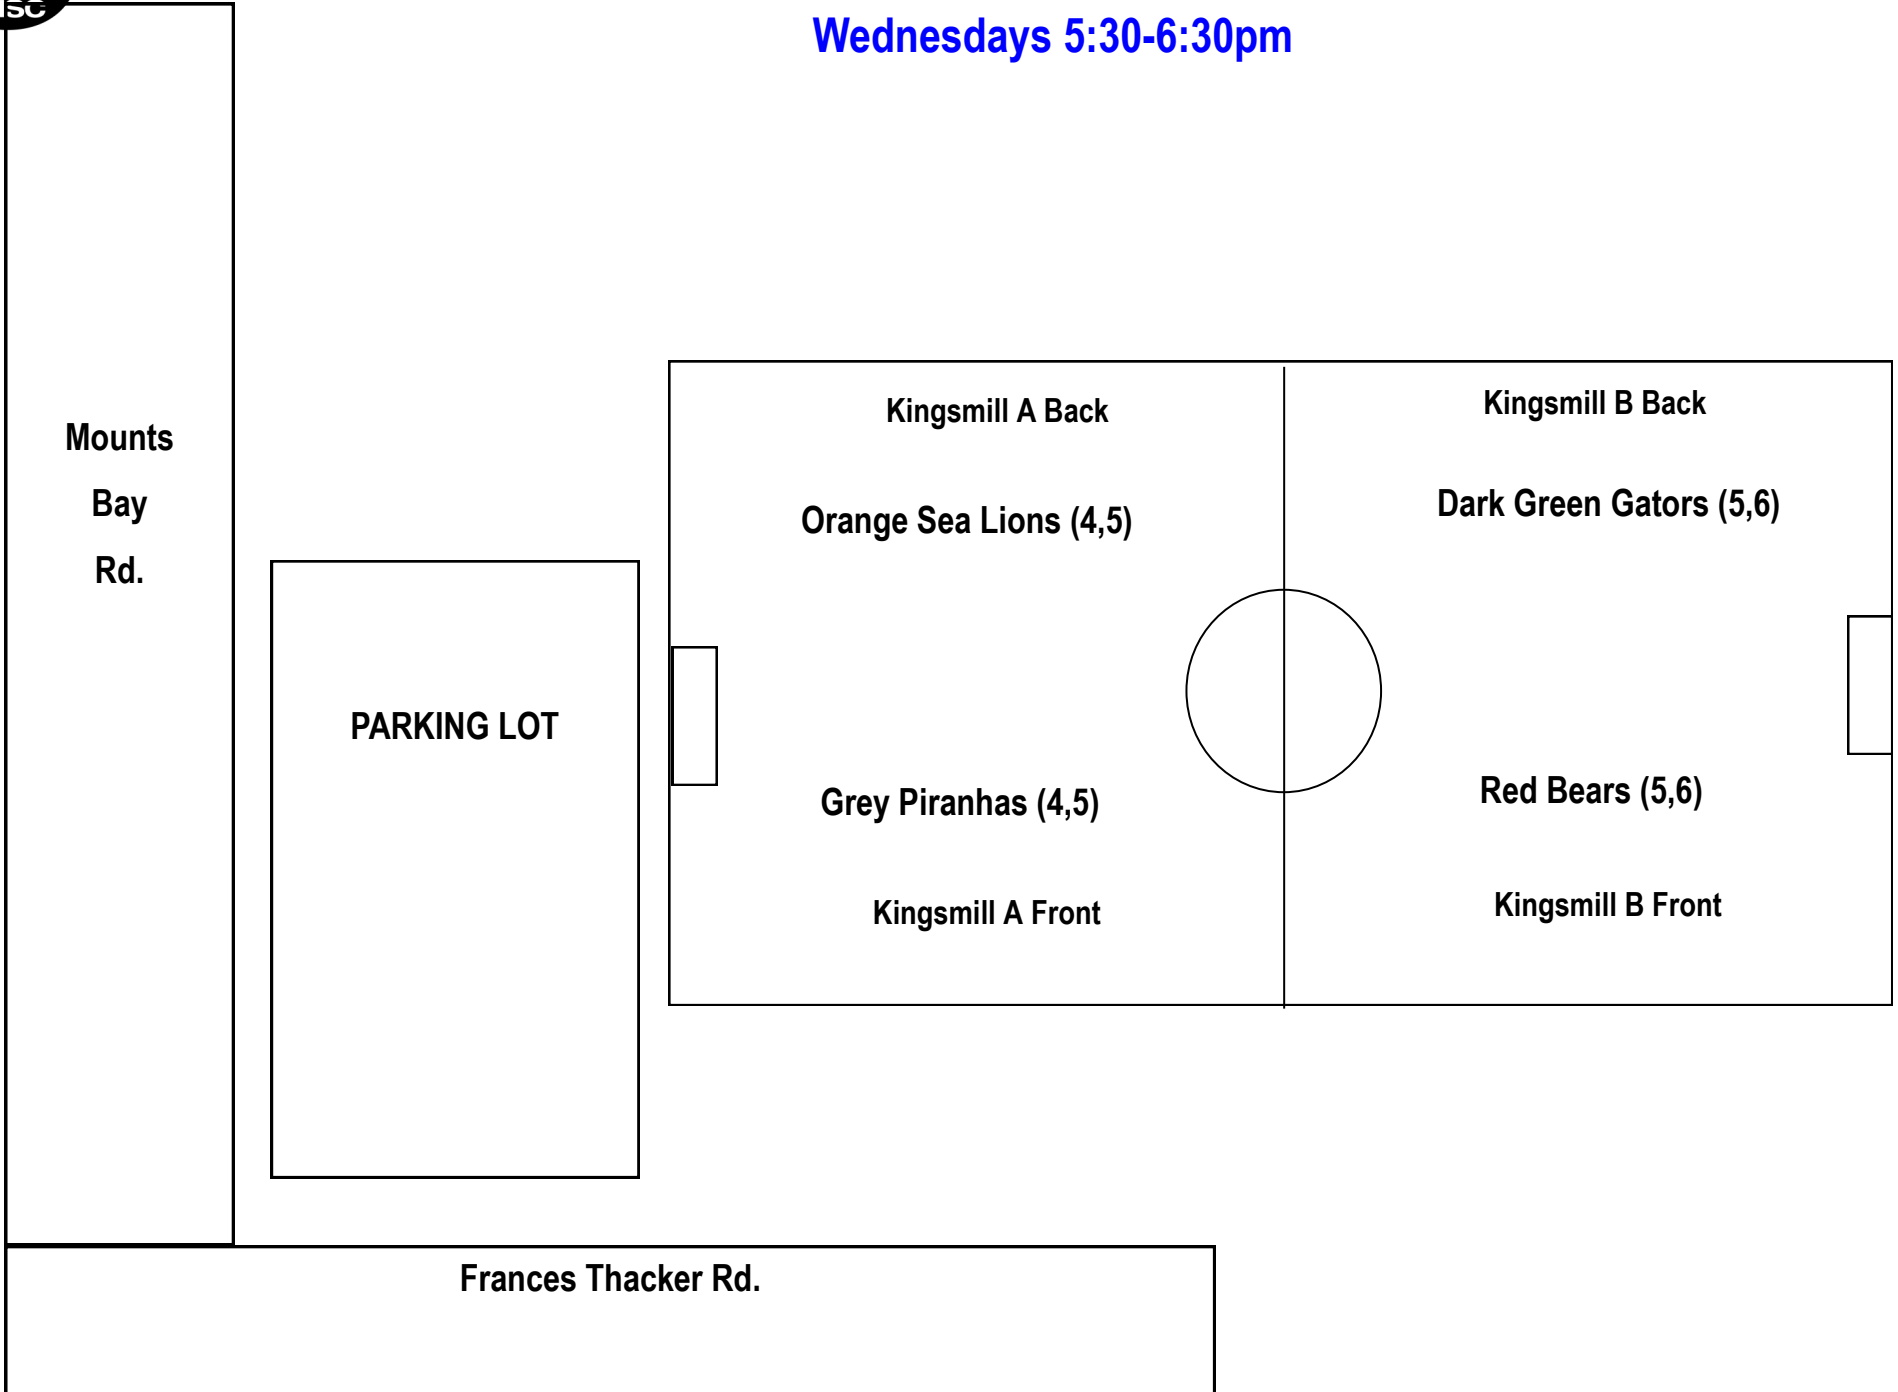 SC
Wednesdays 5:30-6:30pm
Mounts
Bay
Rd.
PARKING LOT
Kingsmill A Back
Orange Sea Lions (4,5)
Grey Piranhas (4,5)
Kingsmill A Front
Kingsmill B Back
Dark Green Gators (5,6)
Red Bears (5,6)
Kingsmill B Front
Frances Thacker Rd.